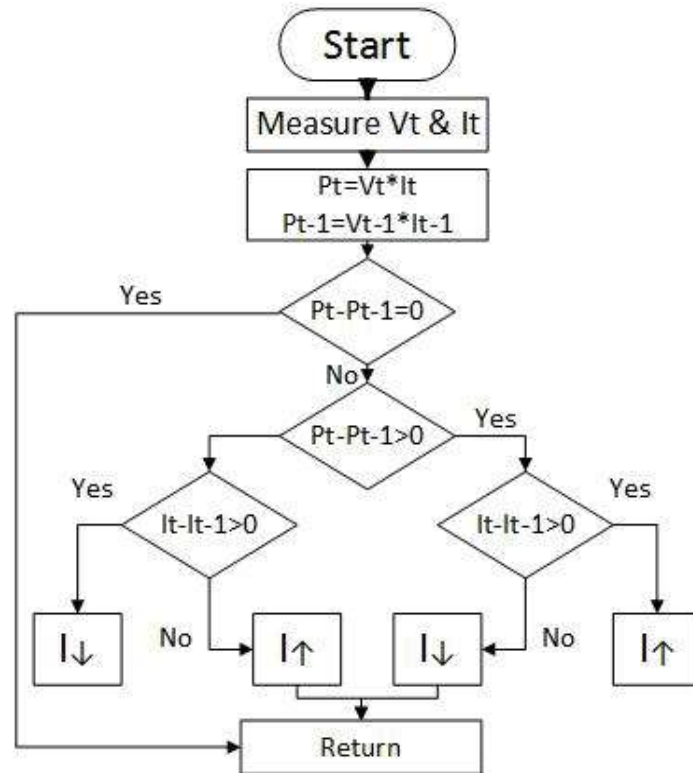 Start
Measure Vt & It
Pt=Vt*It
Pt-1=Vt-1*It-1
Yes
Pt-Pt-1=0
No
Pt-Pt-1>0
Yes
Yes
It-It-1>0
It-It-1>0
Yes
I↓
No
I↑
I↓
No
I↑
Return